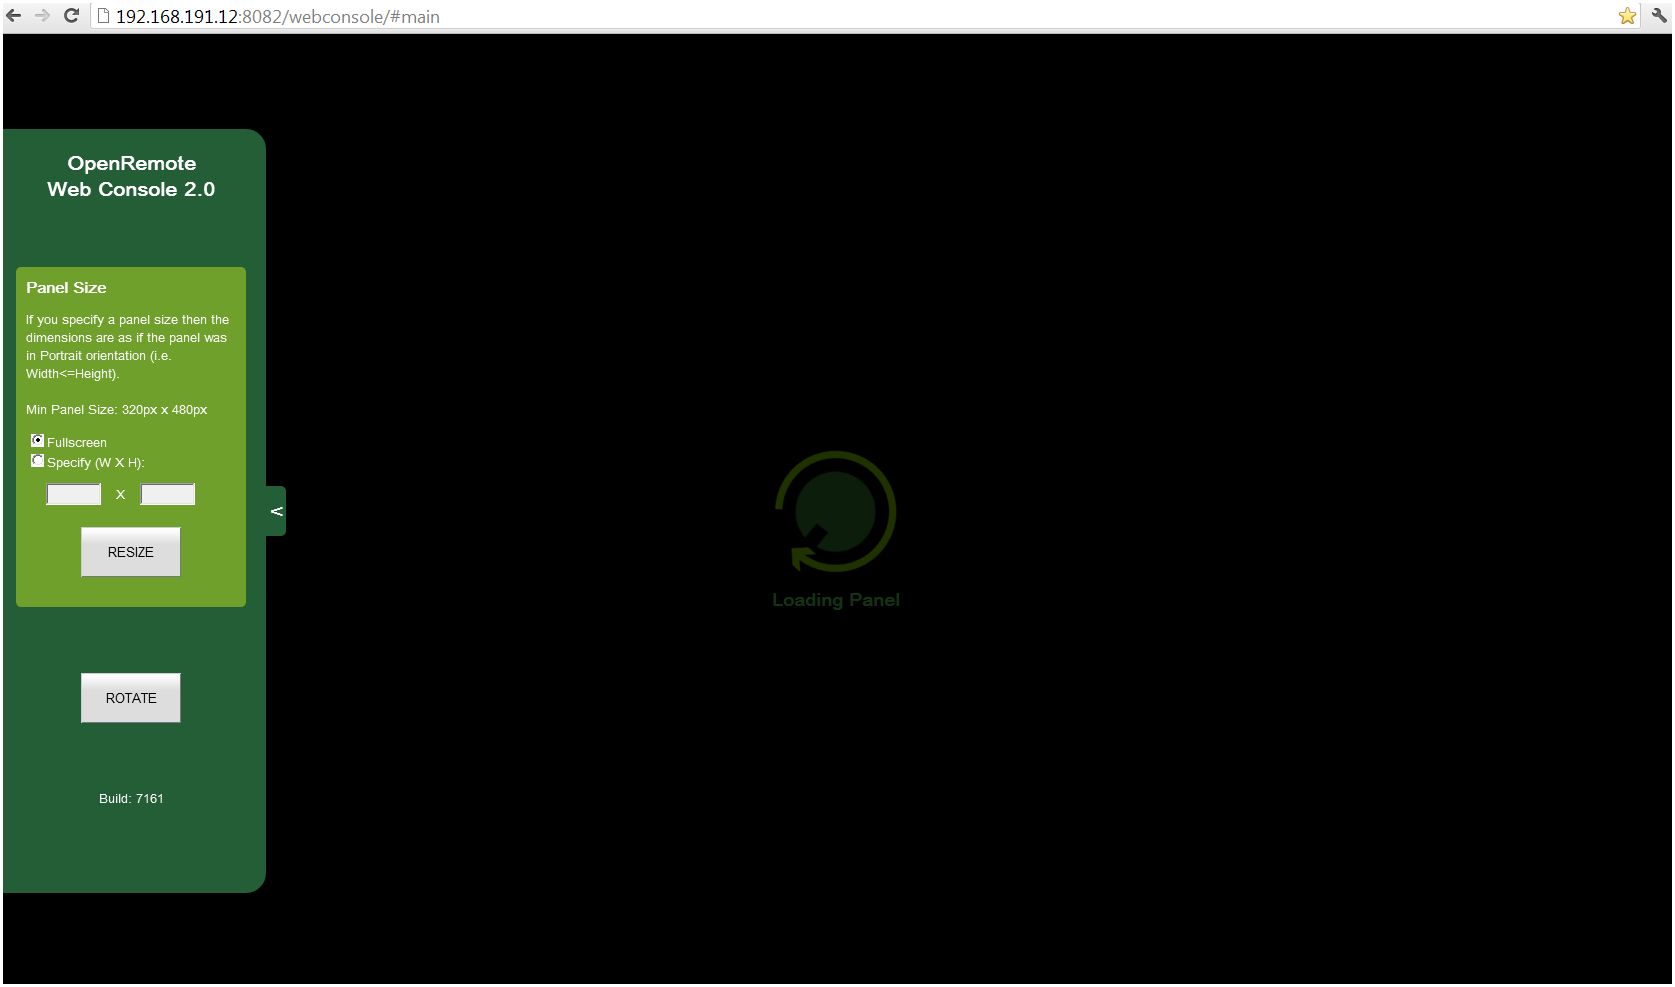 192.168.191.12:8082/webconsole/#main
OpenRemote
Web Console 2.0
Panel Size
If you specify a panel size then the
dimensions are as if the panel was
in Portrait orientation (i.e.
Width<=Height).
Min Panel Size: 320px x 480px
Fullscreen
Specify (W X H):
X
<
RESIZE
Loading Panel
ROTATE
Build: 7161